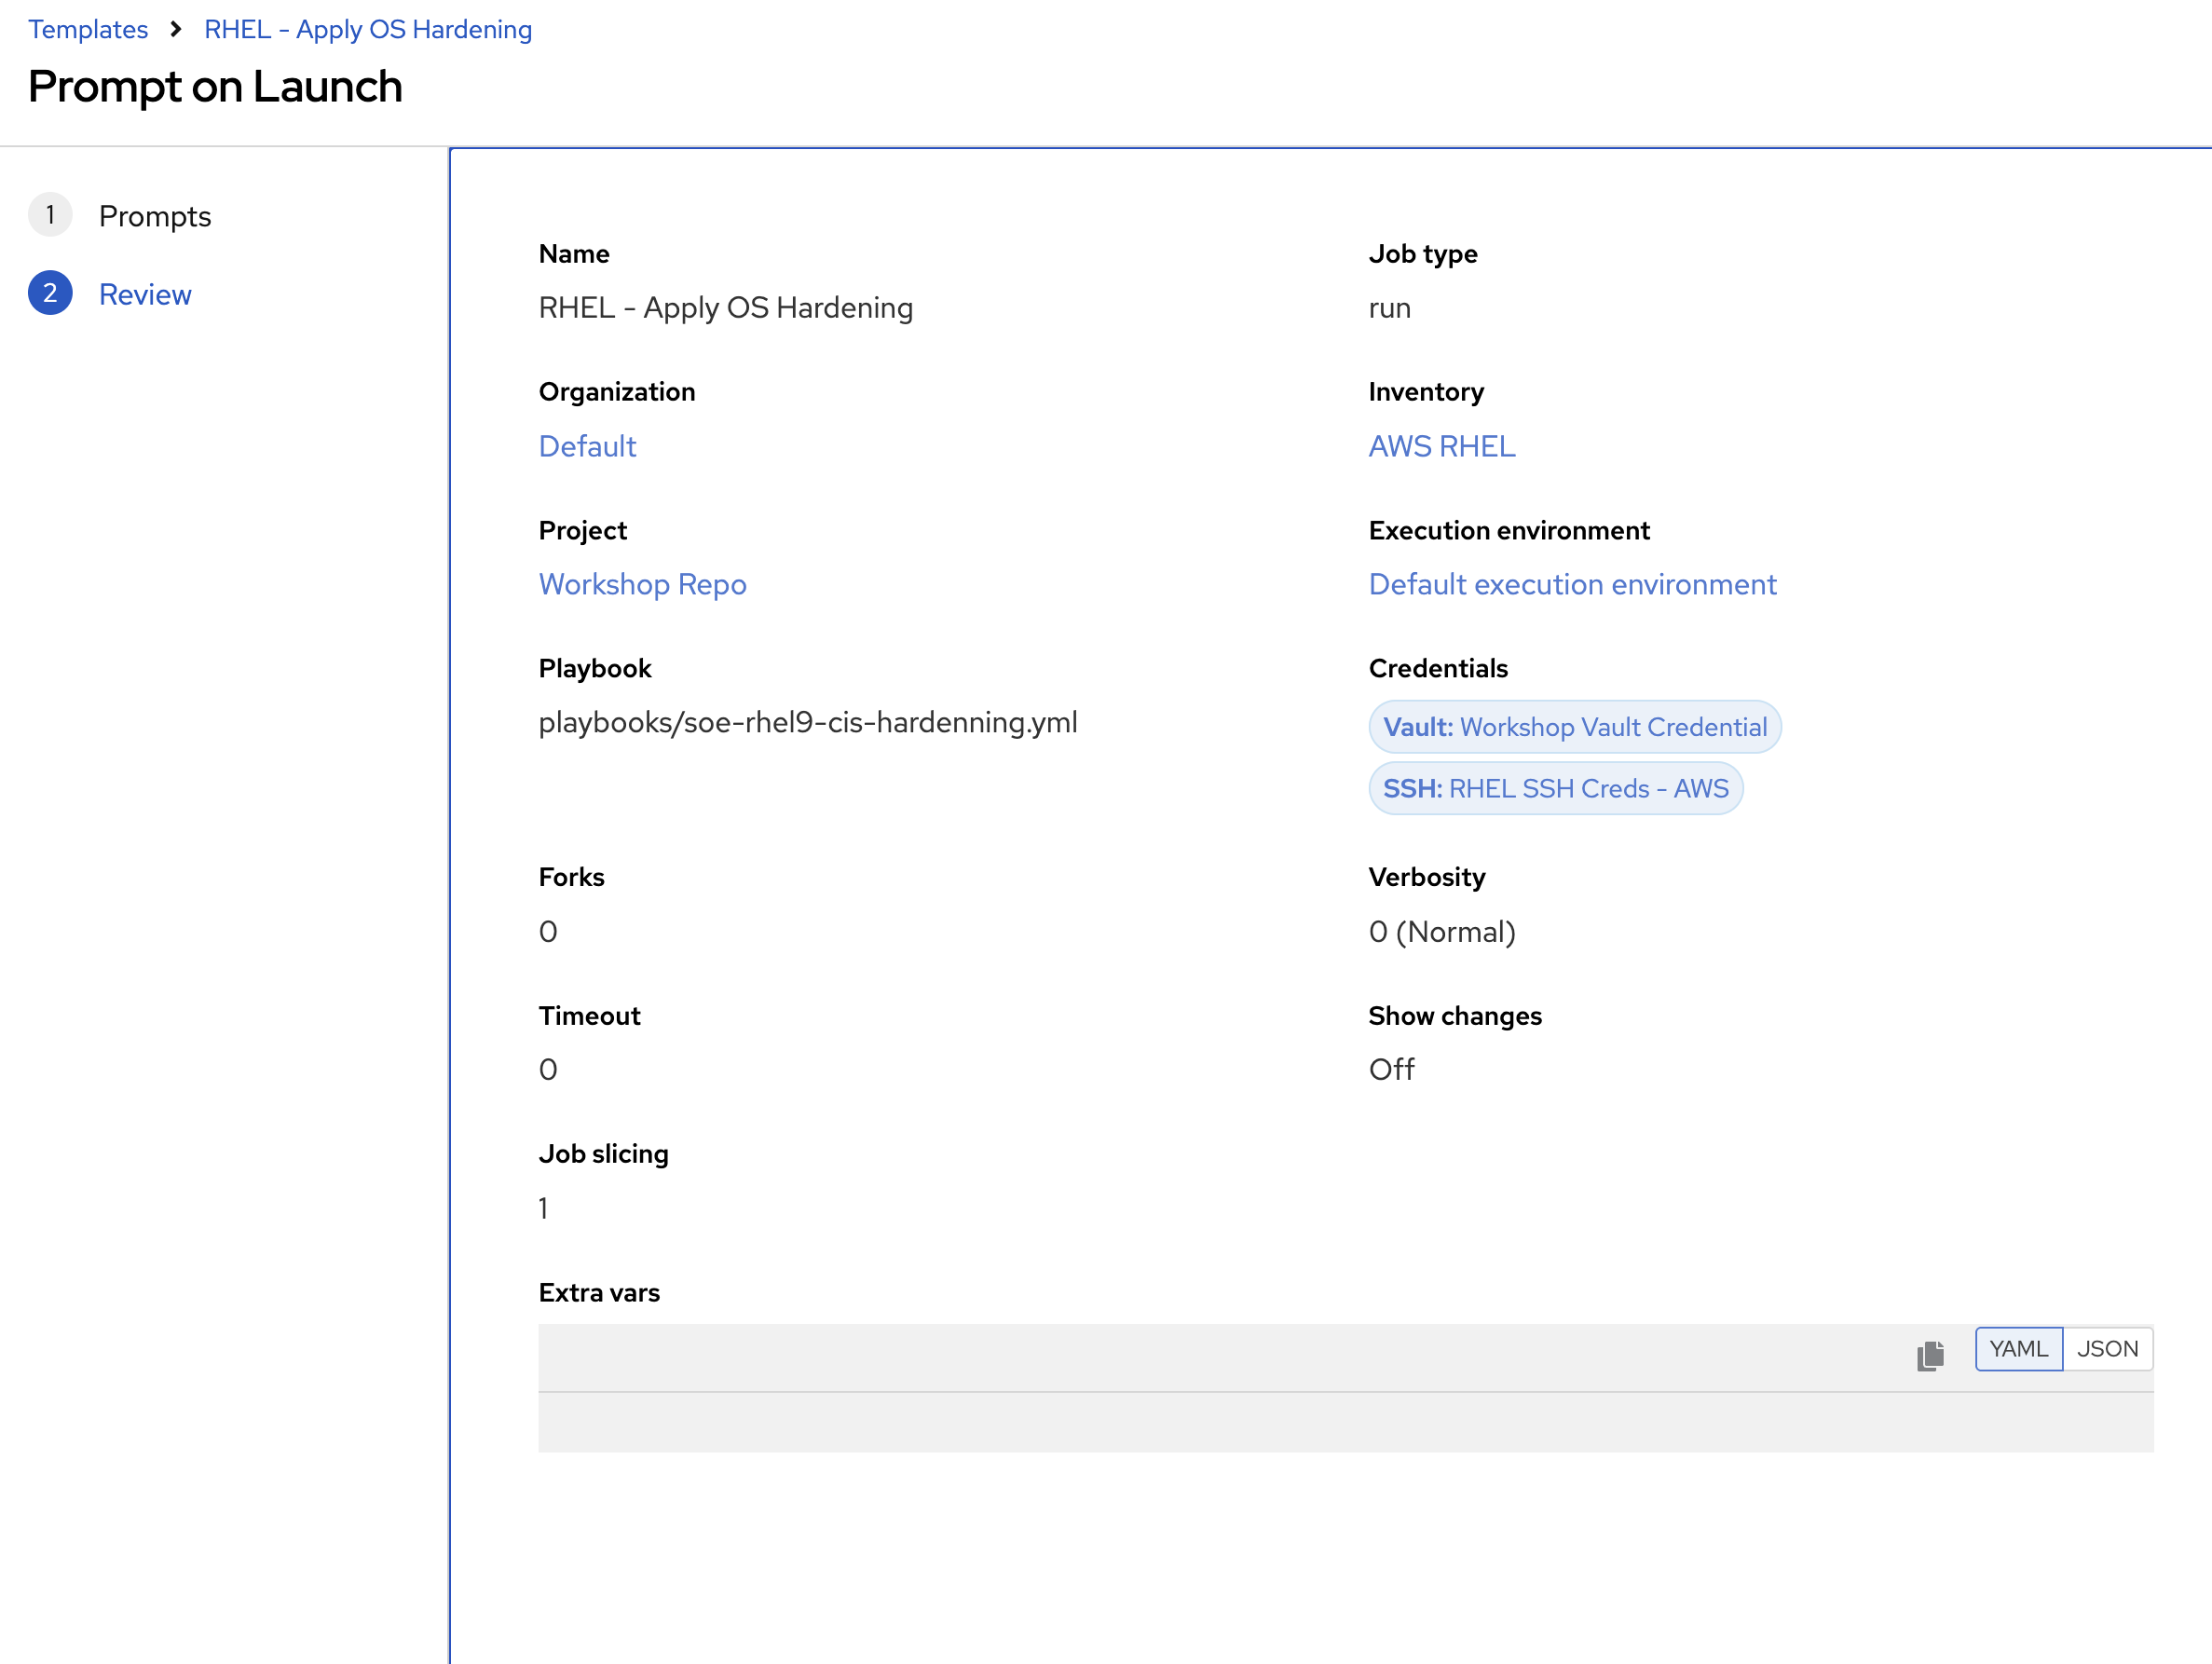 Templates > RHEL - Apply OS Hardening
Prompt on Launch
1 Prompts
2 Review
Name
RHEL - Apply OS Hardening
Job type
run
Organization
Default
Inventory
AWS RHEL
Project
Workshop Repo
Execution environment
Default execution environment
Playbook
playbooks/soe-rhel9-cis-hardenning.yml
Credentials
Vault: Workshop Vault Credential
SSH: RHEL SSH Creds - AWS
Forks
0
Verbosity
0 (Normal)
Timeout
0
Show changes
Off
Job slicing
1
Extra vars
YAML JSON